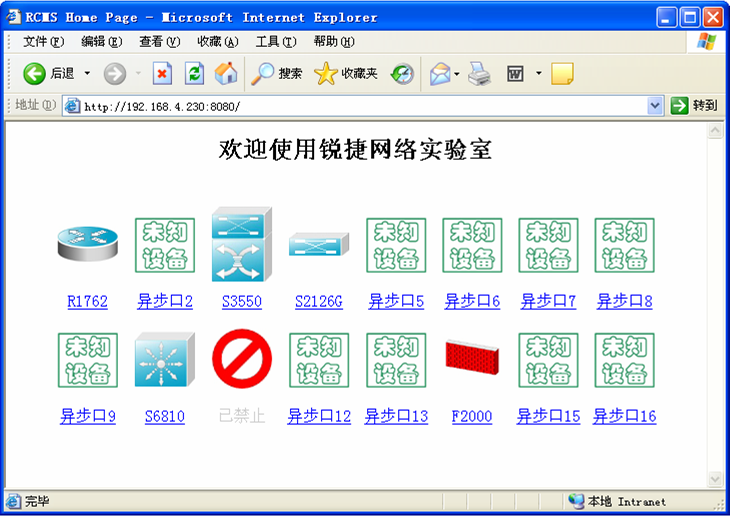 RCMS Home Page - Microsoft Internet Explorer
文件(F) 编辑(E) 查看(V) 收藏(A) 工具(T) 帮助(H)
后退 搜索 收藏夹
地址(D) http://192.168.4.230:8080/ 转到
欢迎使用锐捷网络实验室
未知设备 未知设备 未知设备 未知设备 未知设备
R1762 异步口2 S3550 S2126G 异步口5 异步口6 异步口7 异步口8
未知设备 未知设备 未知设备 未知设备 未知设备
异步口9 S6810 已禁止 异步口12 异步口13 F2000 异步口15 异步口16
完毕 本地 Intranet